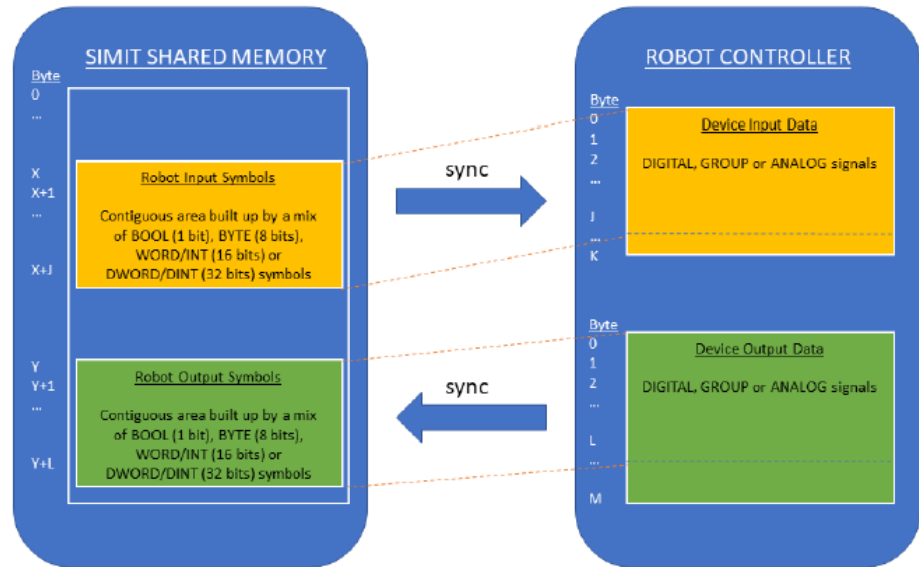 SIMIT SHARED MEMORY
Byte
0
...
X
X+1
...
X+J
Robot Input Symbols
Contiguous area built up by a mix
of BOOL (1 bit), BYTE (8 bits),
WORD/INT (16 bits) or
DWORD/DINT (32 bits) symbols
Y
Y+1
...
Y+L
Robot Output Symbols
Contiguous area built up by a mix
of BOOL (1 bit), BYTE (8 bits),
WORD/INT (16 bits) or
DWORD/DINT (32 bits) symbols
sync
sync
ROBOT CONTROLLER
Byte
0
1
2
...
J
...
K
Device Input Data
DIGITAL, GROUP or ANALOG signals
Byte
0
1
2
...
L
...
M
Device Output Data
DIGITAL, GROUP or ANALOG signals